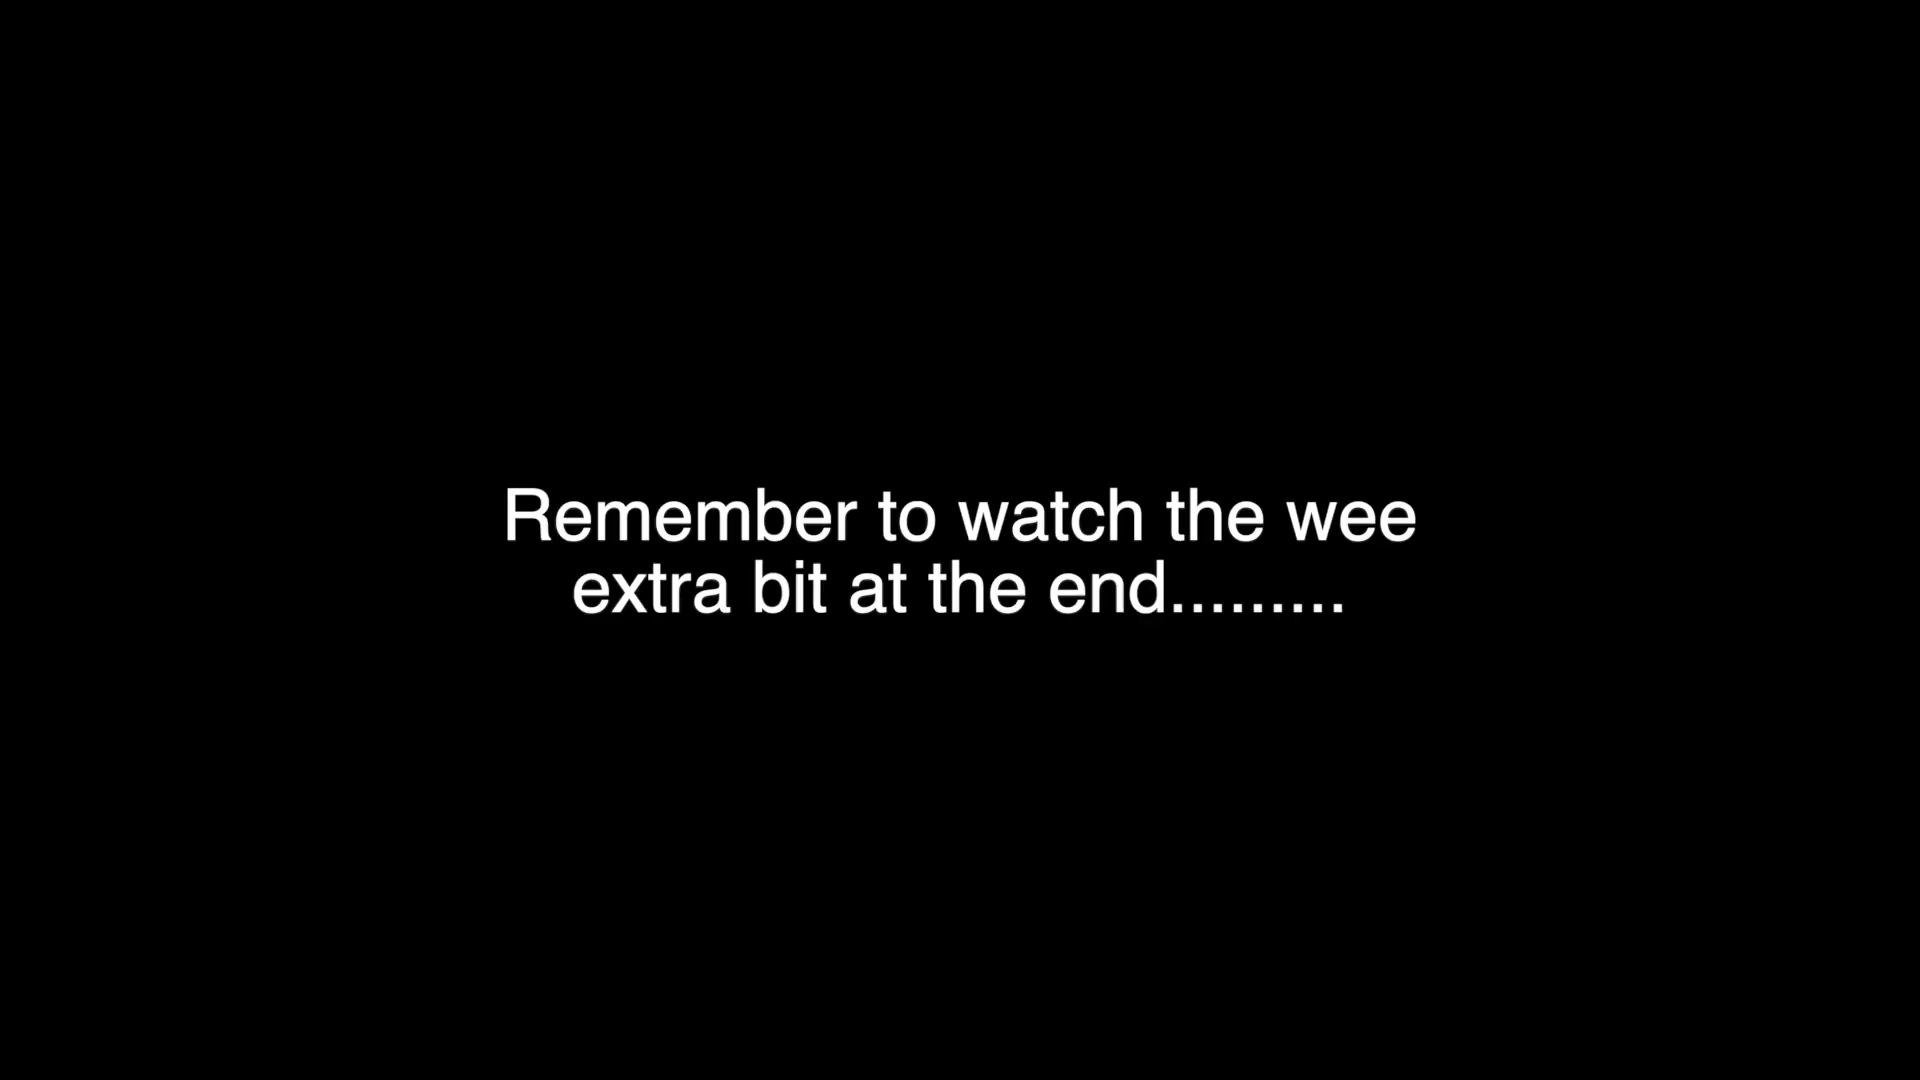 Remember to watch the wee
extra bit at the end.........